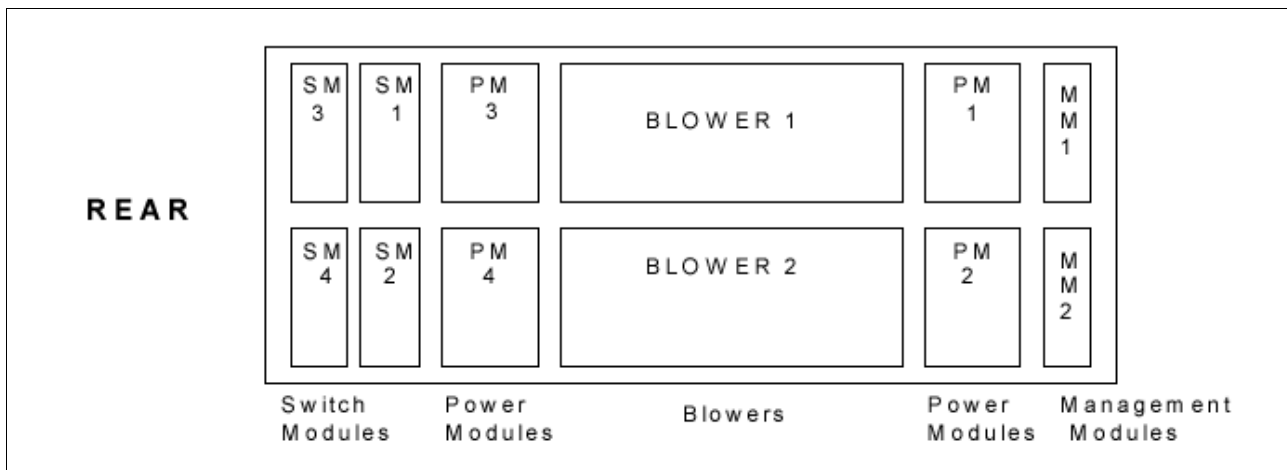 REAR
SM
3
SM
1
PM
3
BLOWER 1
PM
1
M
M
1
SM
4
SM
2
PM
4
BLOWER 2
PM
2
M
M
2
Switch
Modules
Power
Modules
Blowers
Power
Modules
Management
Modules